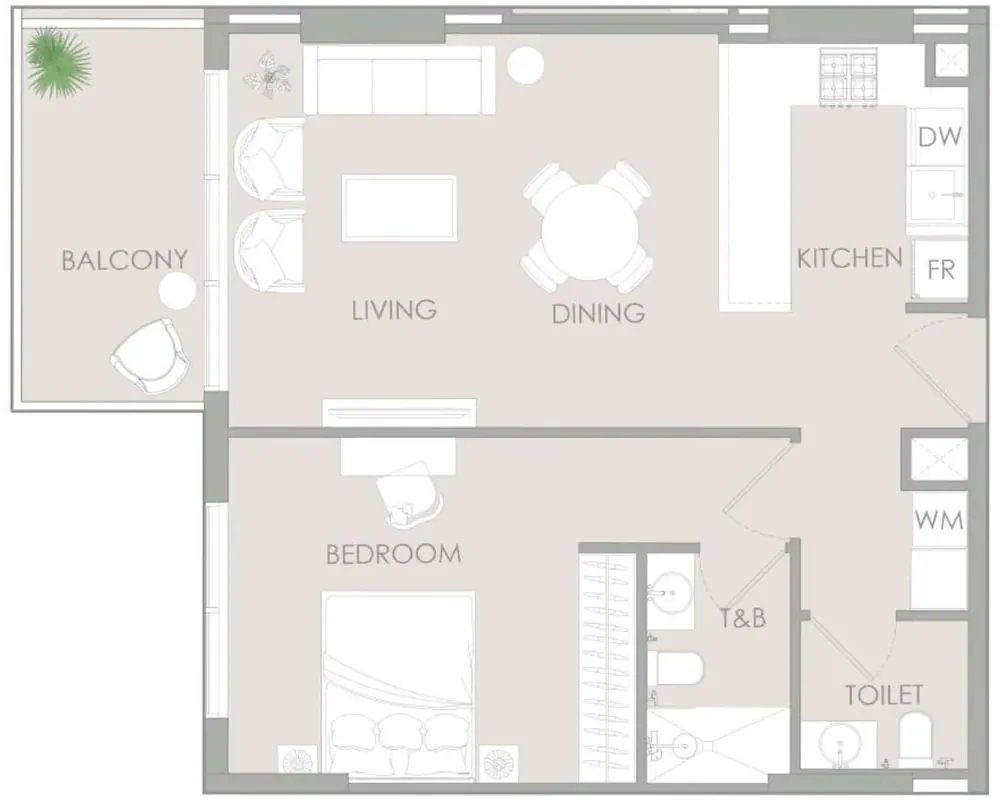 DW
BALCONY
KITCHEN
FR
LIVING
DINING
WM
BEDROOM
T&B
TOILET